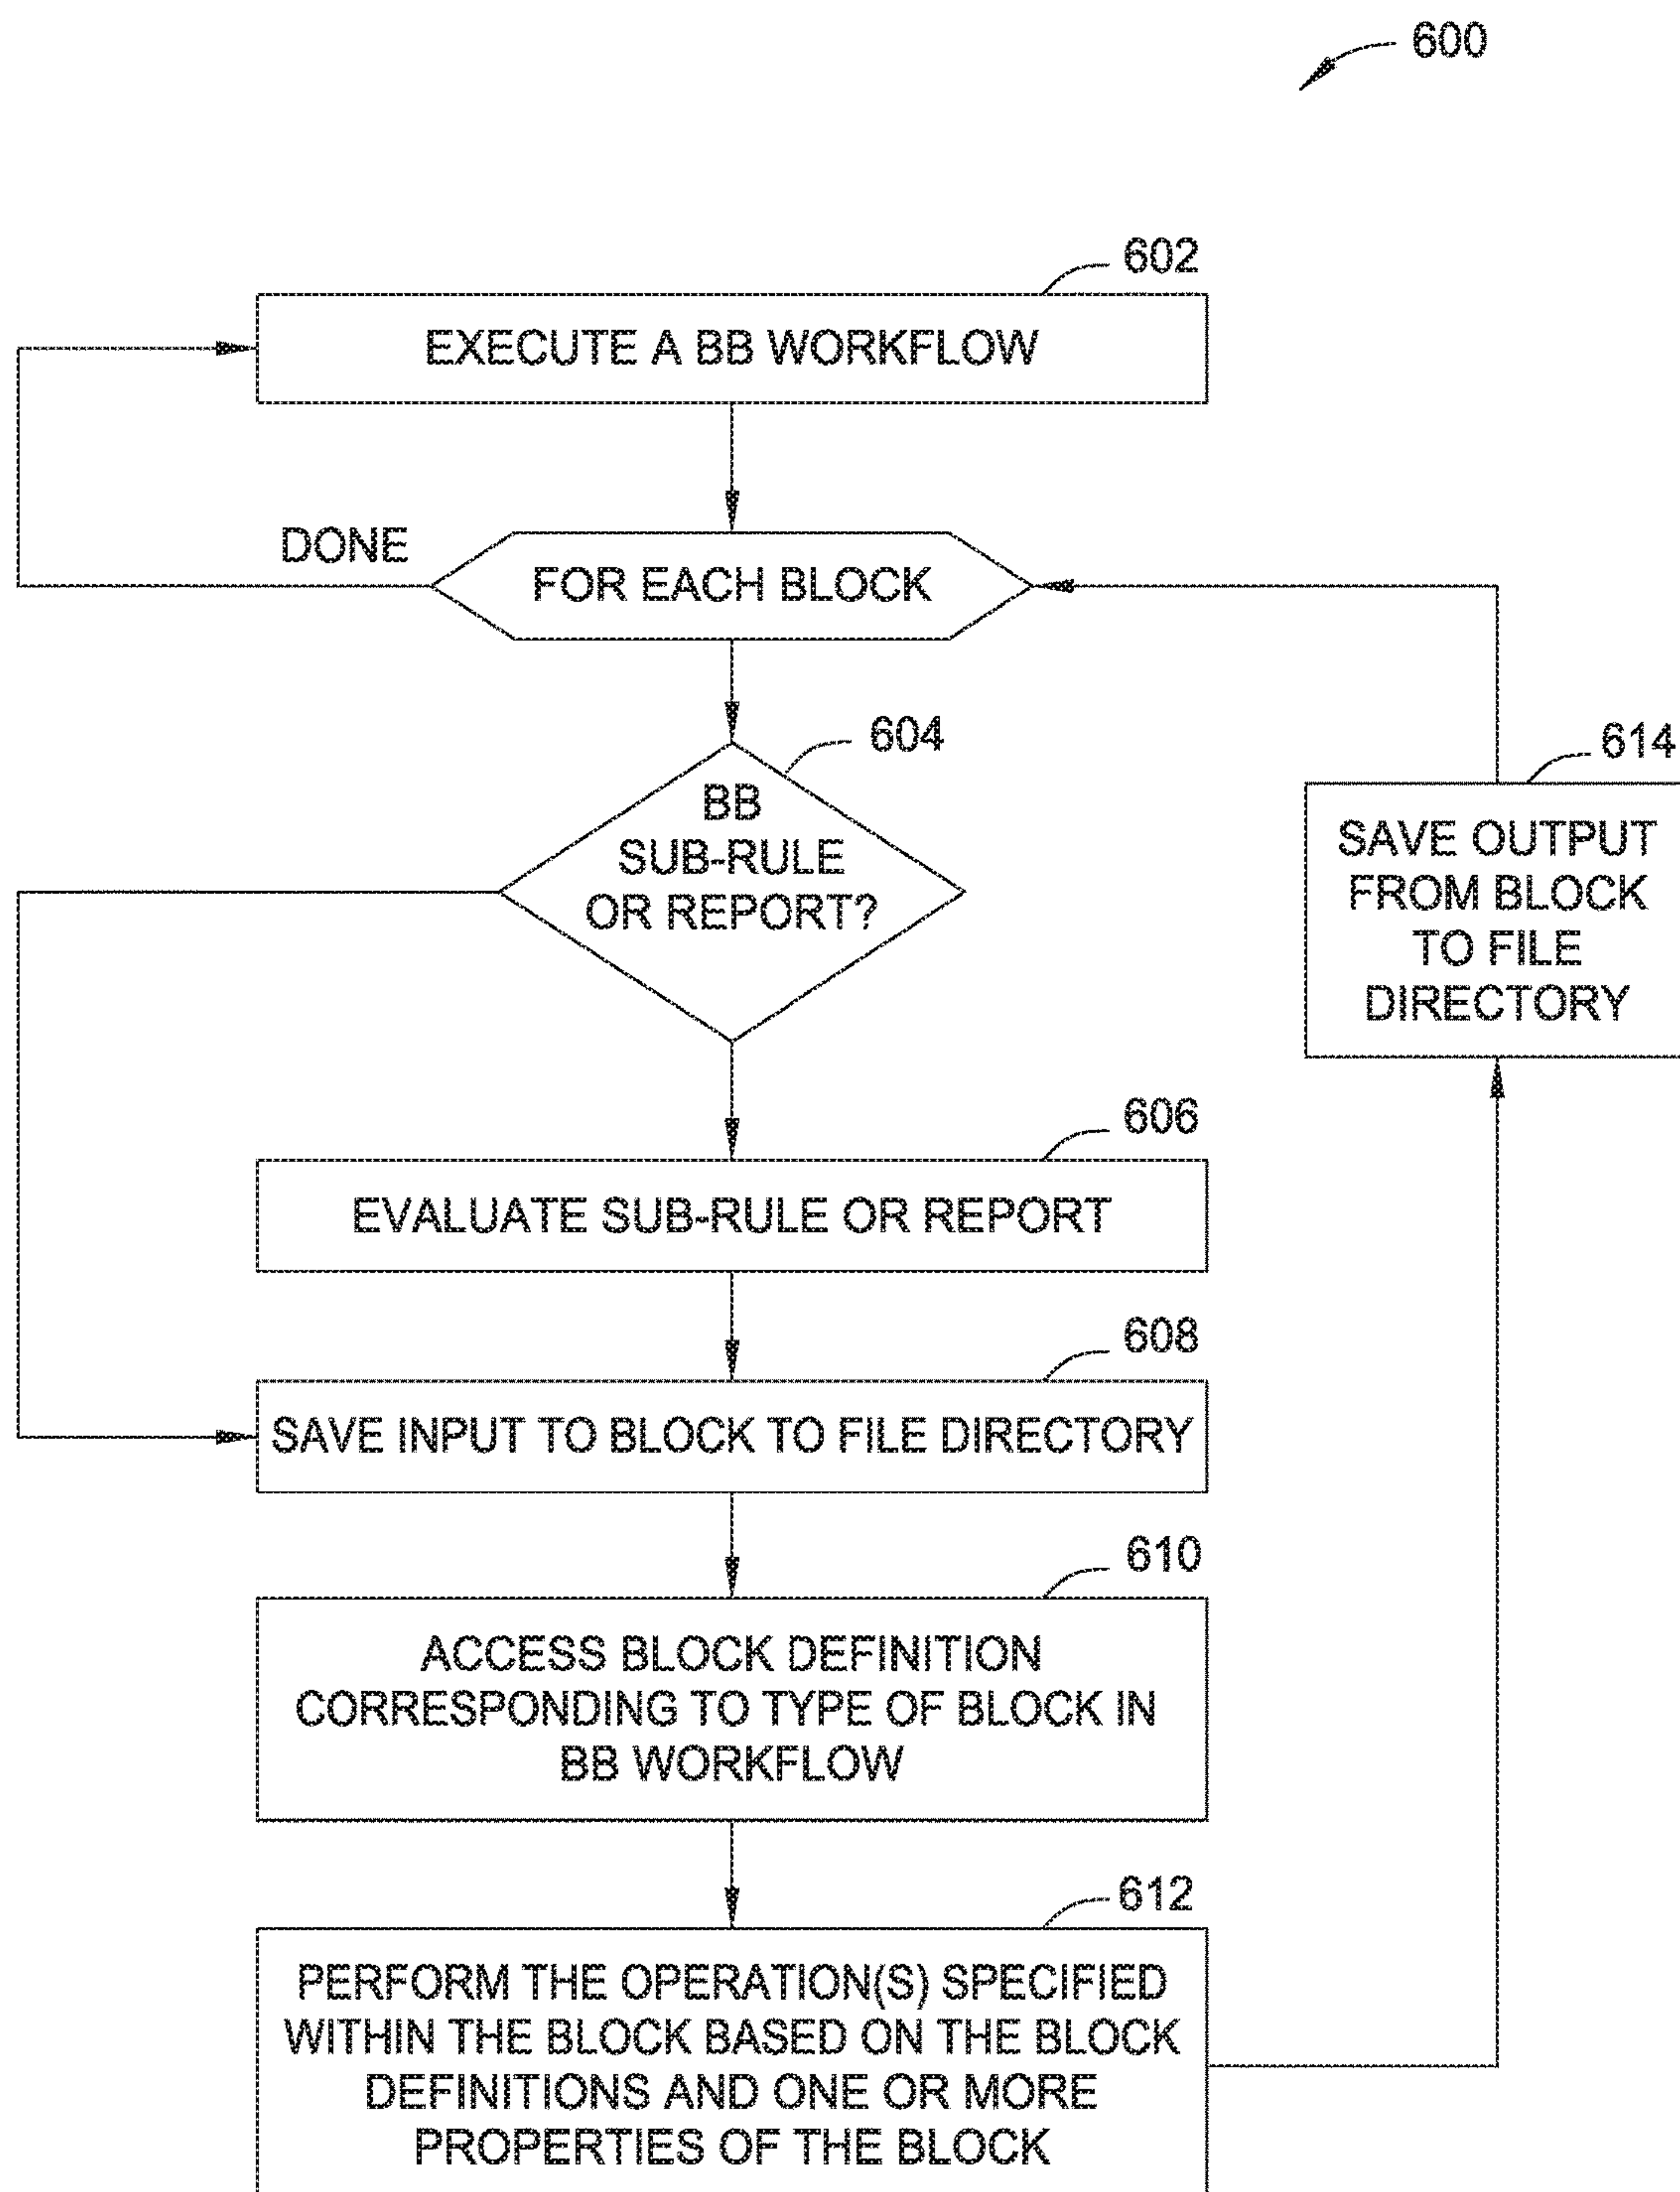 600
602
EXECUTE A BB WORKFLOW
DONE
FOR EACH BLOCK
604
BB
SUB-RULE
OR REPORT?
614
SAVE OUTPUT
FROM BLOCK
TO FILE
DIRECTORY
606
EVALUATE SUB-RULE OR REPORT
608
SAVE INPUT TO BLOCK TO FILE DIRECTORY
610
ACCESS BLOCK DEFINITION
CORRESPONDING TO TYPE OF BLOCK IN
BB WORKFLOW
612
PERFORM THE OPERATION(S) SPECIFIED
WITHIN THE BLOCK BASED ON THE BLOCK
DEFINITIONS AND ONE OR MORE
PROPERTIES OF THE BLOCK